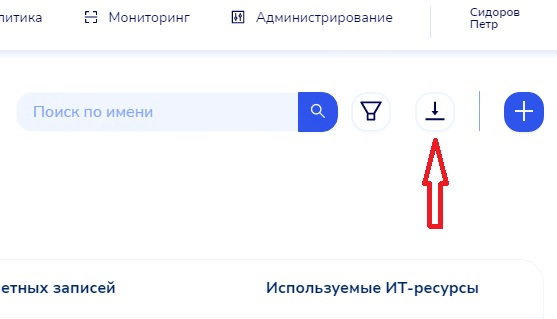 литика Мониторинг Администрирование Сидоров
Петр
Поиск по имени
етных записей Используемые ИТ-ресурсы